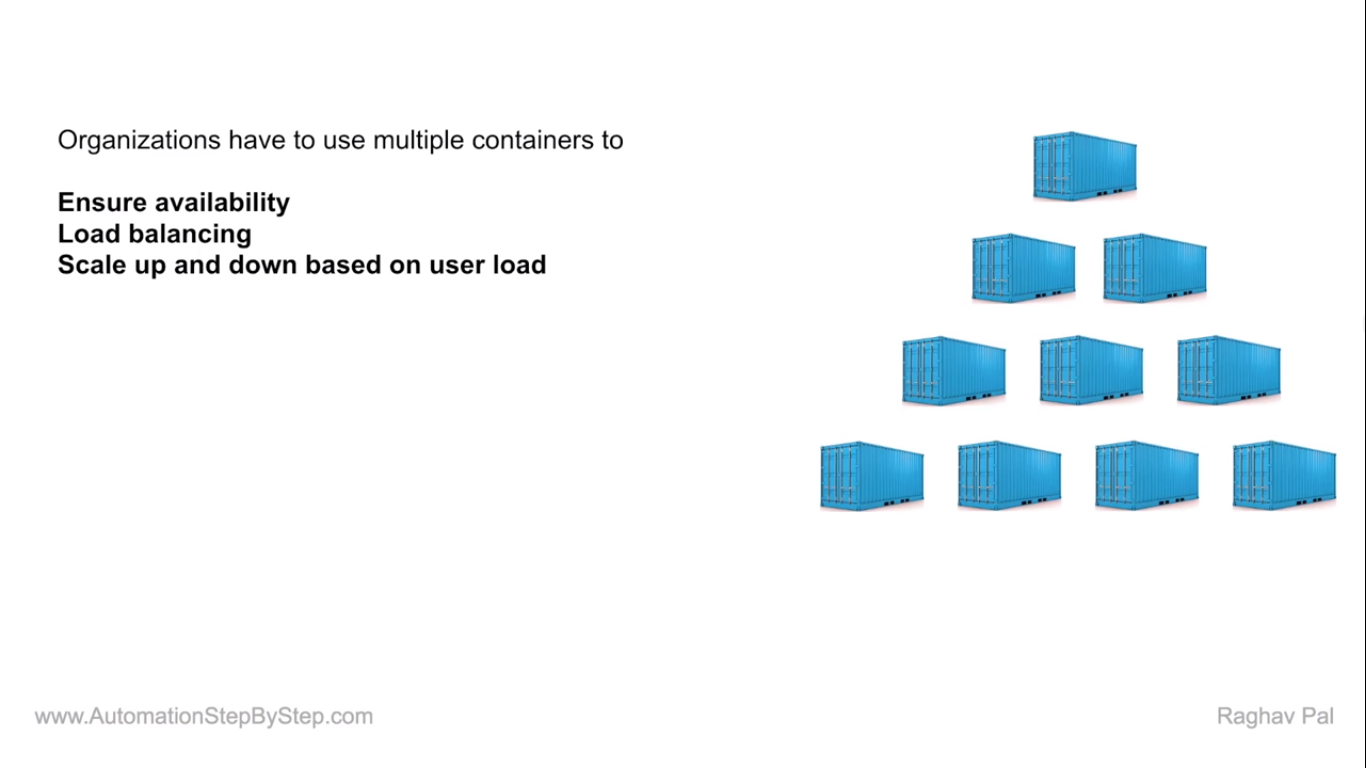 Organizations have to use multiple containers to
Ensure availability
Load balancing
Scale up and down based on user load
www.AutomationStepByStep.com
Raghav Pal